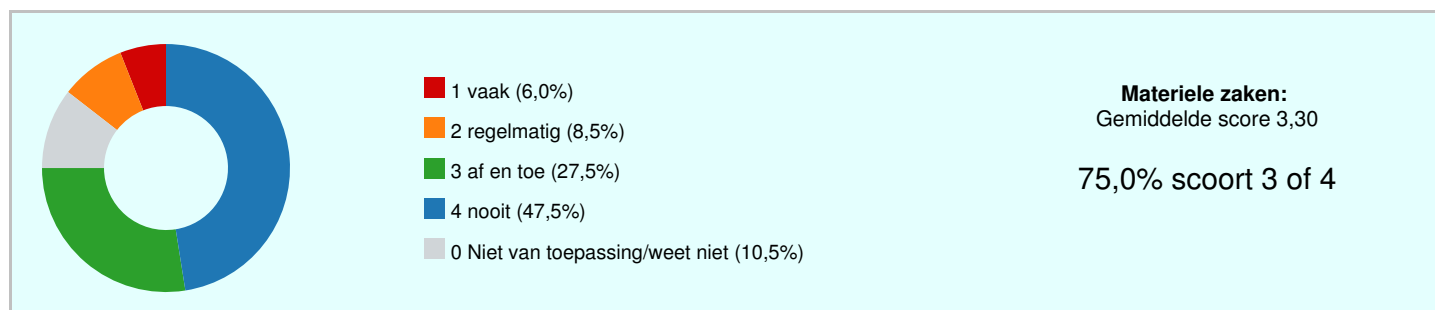 1 vaak (6,0%)
2 regelmatig (8,5%)
3 af en toe (27,5%)
4 nooit (47,5%)
0 Niet van toepassing/weet niet (10,5%)
Materiele zaken:
Gemiddelde score 3,30
75,0% scoort 3 of 4